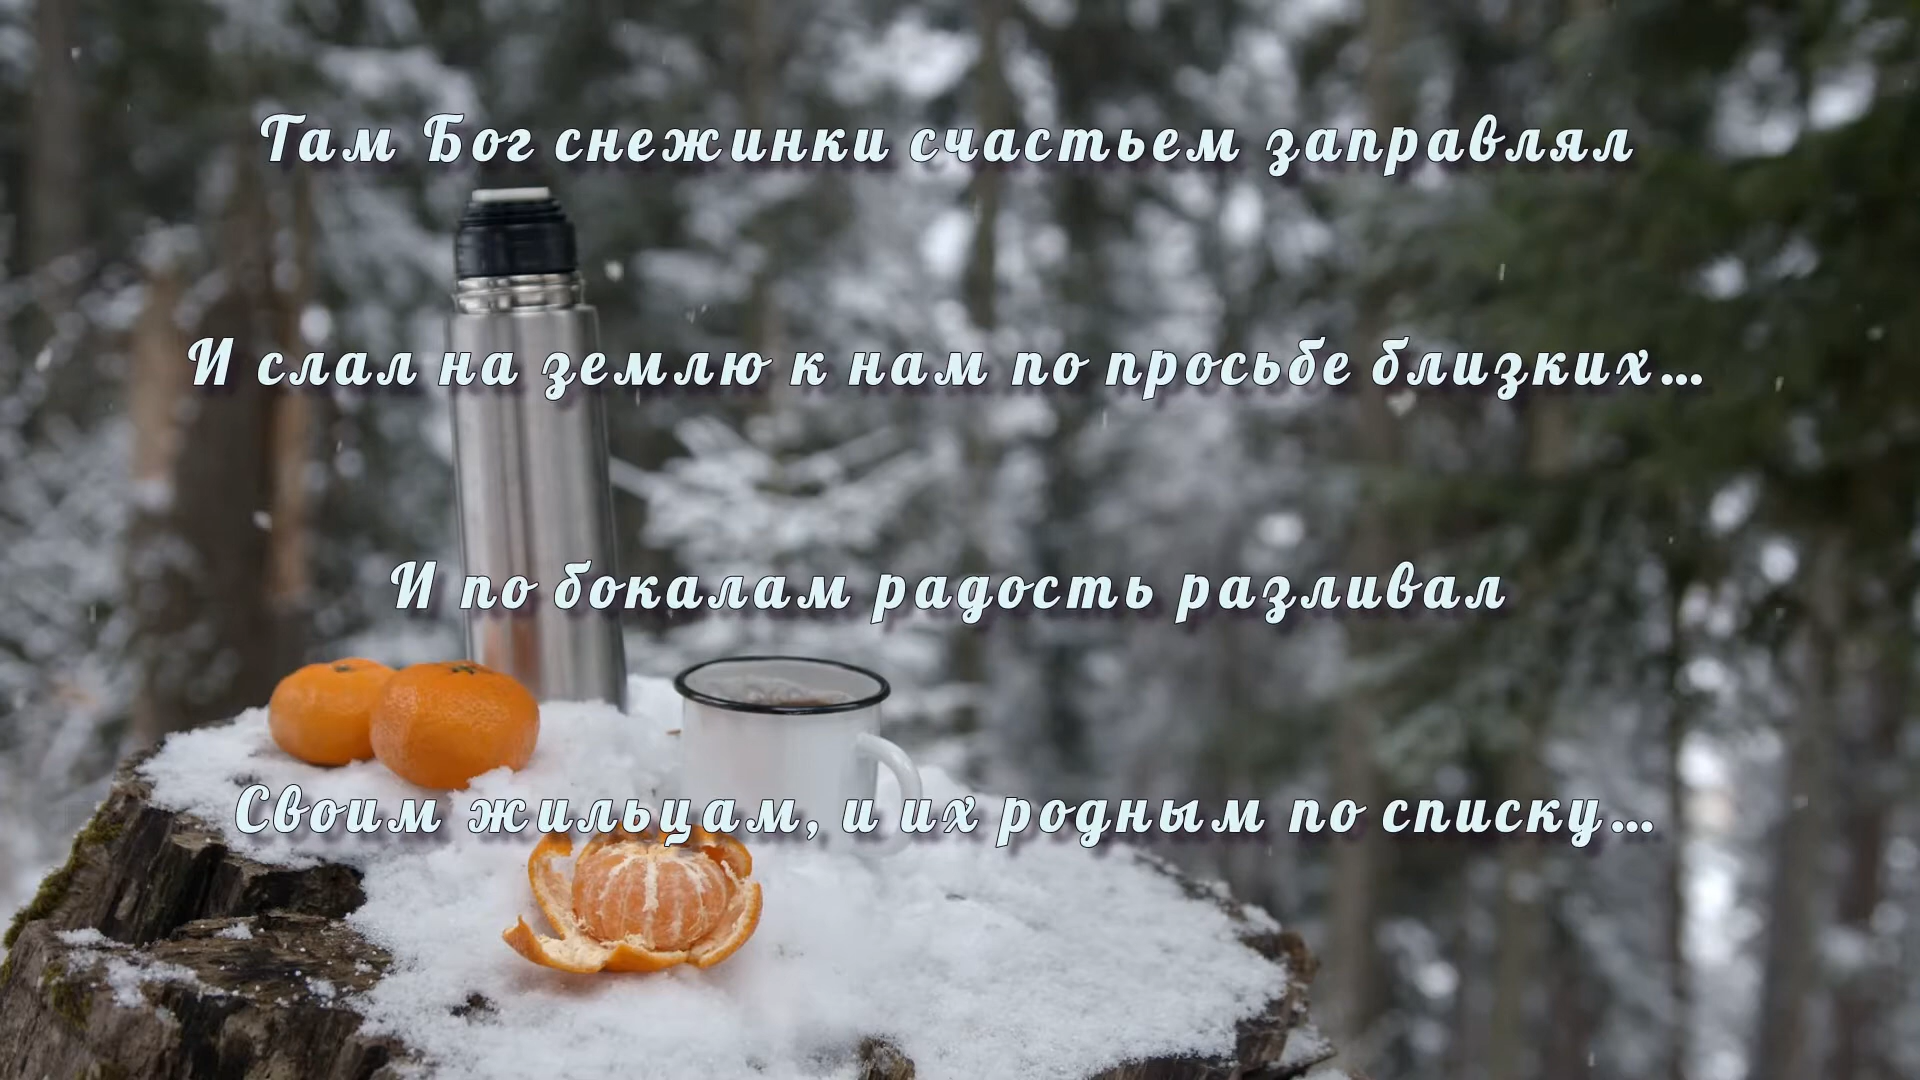 Там Бог снежинки счастьем заправлял
И слал на землю к нам по просьбе близких...
И по бокалам радость разливал
Своим жильцам, и их родным по списку...